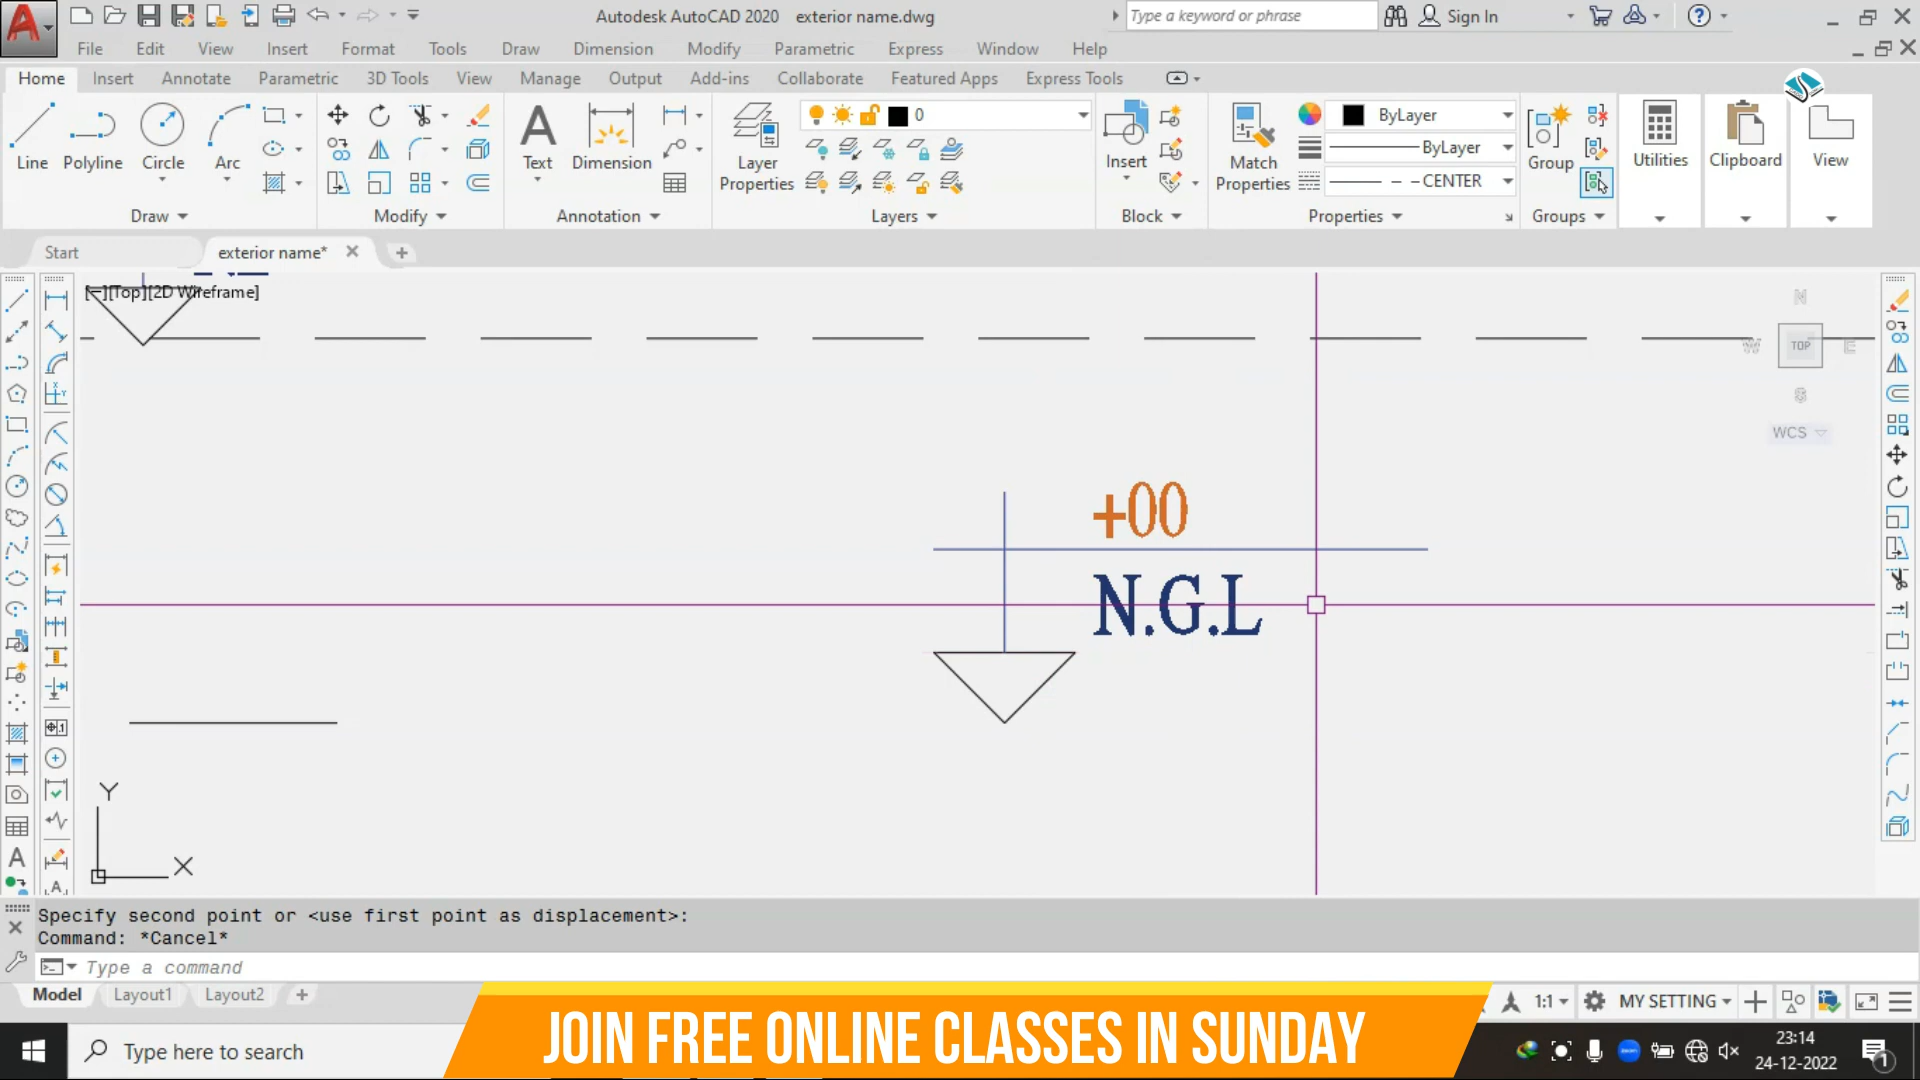 Autodesk AutoCAD 2020 exterior name.dwg
Type a keyword or phrase
Sign In
File Edit View Insert Format Tools Draw Dimension Modify Parametric Express Window Help
Home Insert Annotate Parametric 3D Tools View Manage Output Add-ins Collaborate Featured Apps Express Tools
Line Polyline Circle Arc
Draw
Modify
Text Dimension
Annotation
Layer Properties
0
Layers
Insert
Block
Match Properties
ByLayer
ByLayer
CENTER
Properties
Group
Groups
Utilities
Clipboard
View
Start
exterior name*
[−][Top][2D Wireframe]
N
W TOP E
S
WCS
+00
N.G.L
Y
X
Specify second point or <use first point as displacement>:
Command: *Cancel*
Type a command
Model Layout1 Layout2
1:1
MY SETTING
JOIN FREE ONLINE CLASSES IN SUNDAY
Type here to search
23:14
24-12-2022
1